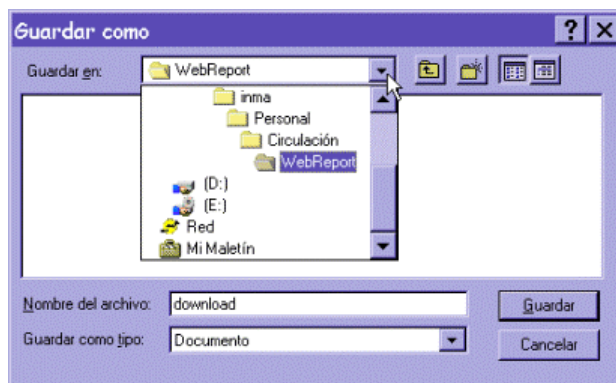 Guardar como
Guardar en: WebReport
inma
Personal
Circulación
WebReport
(D:)
(E:)
Red
Mi Maletín
Nombre del archivo: download Guardar
Guardar como tipo: Documento Cancelar